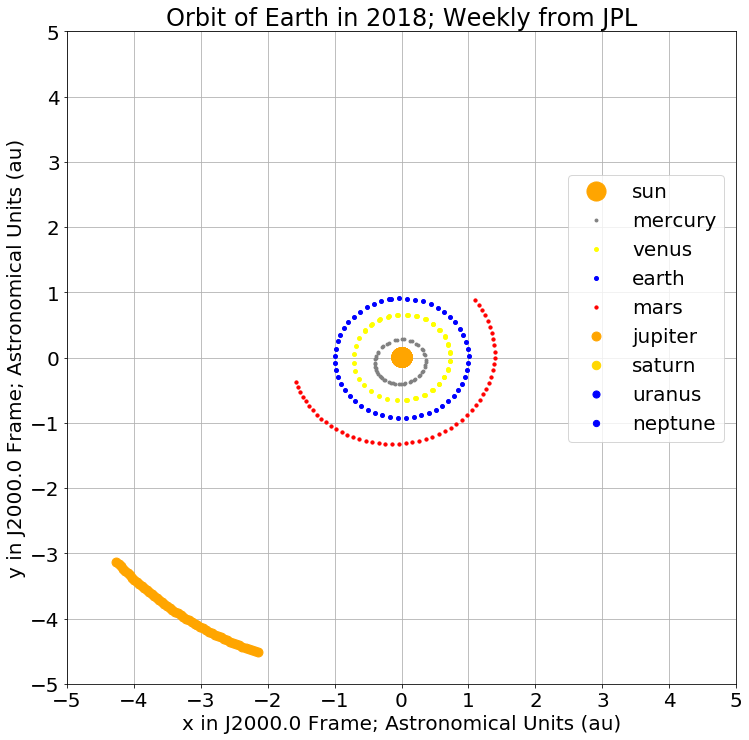 Orbit of Earth in 2018; Weekly from JPL
y in J2000.0 Frame; Astronomical Units (au)
5
4
3
2
1
0
−1
−2
−3
−4
−5
sun
mercury
venus
earth
mars
jupiter
saturn
uranus
neptune
−5 −4 −3 −2 −1 0 1 2 3 4 5
x in J2000.0 Frame; Astronomical Units (au)